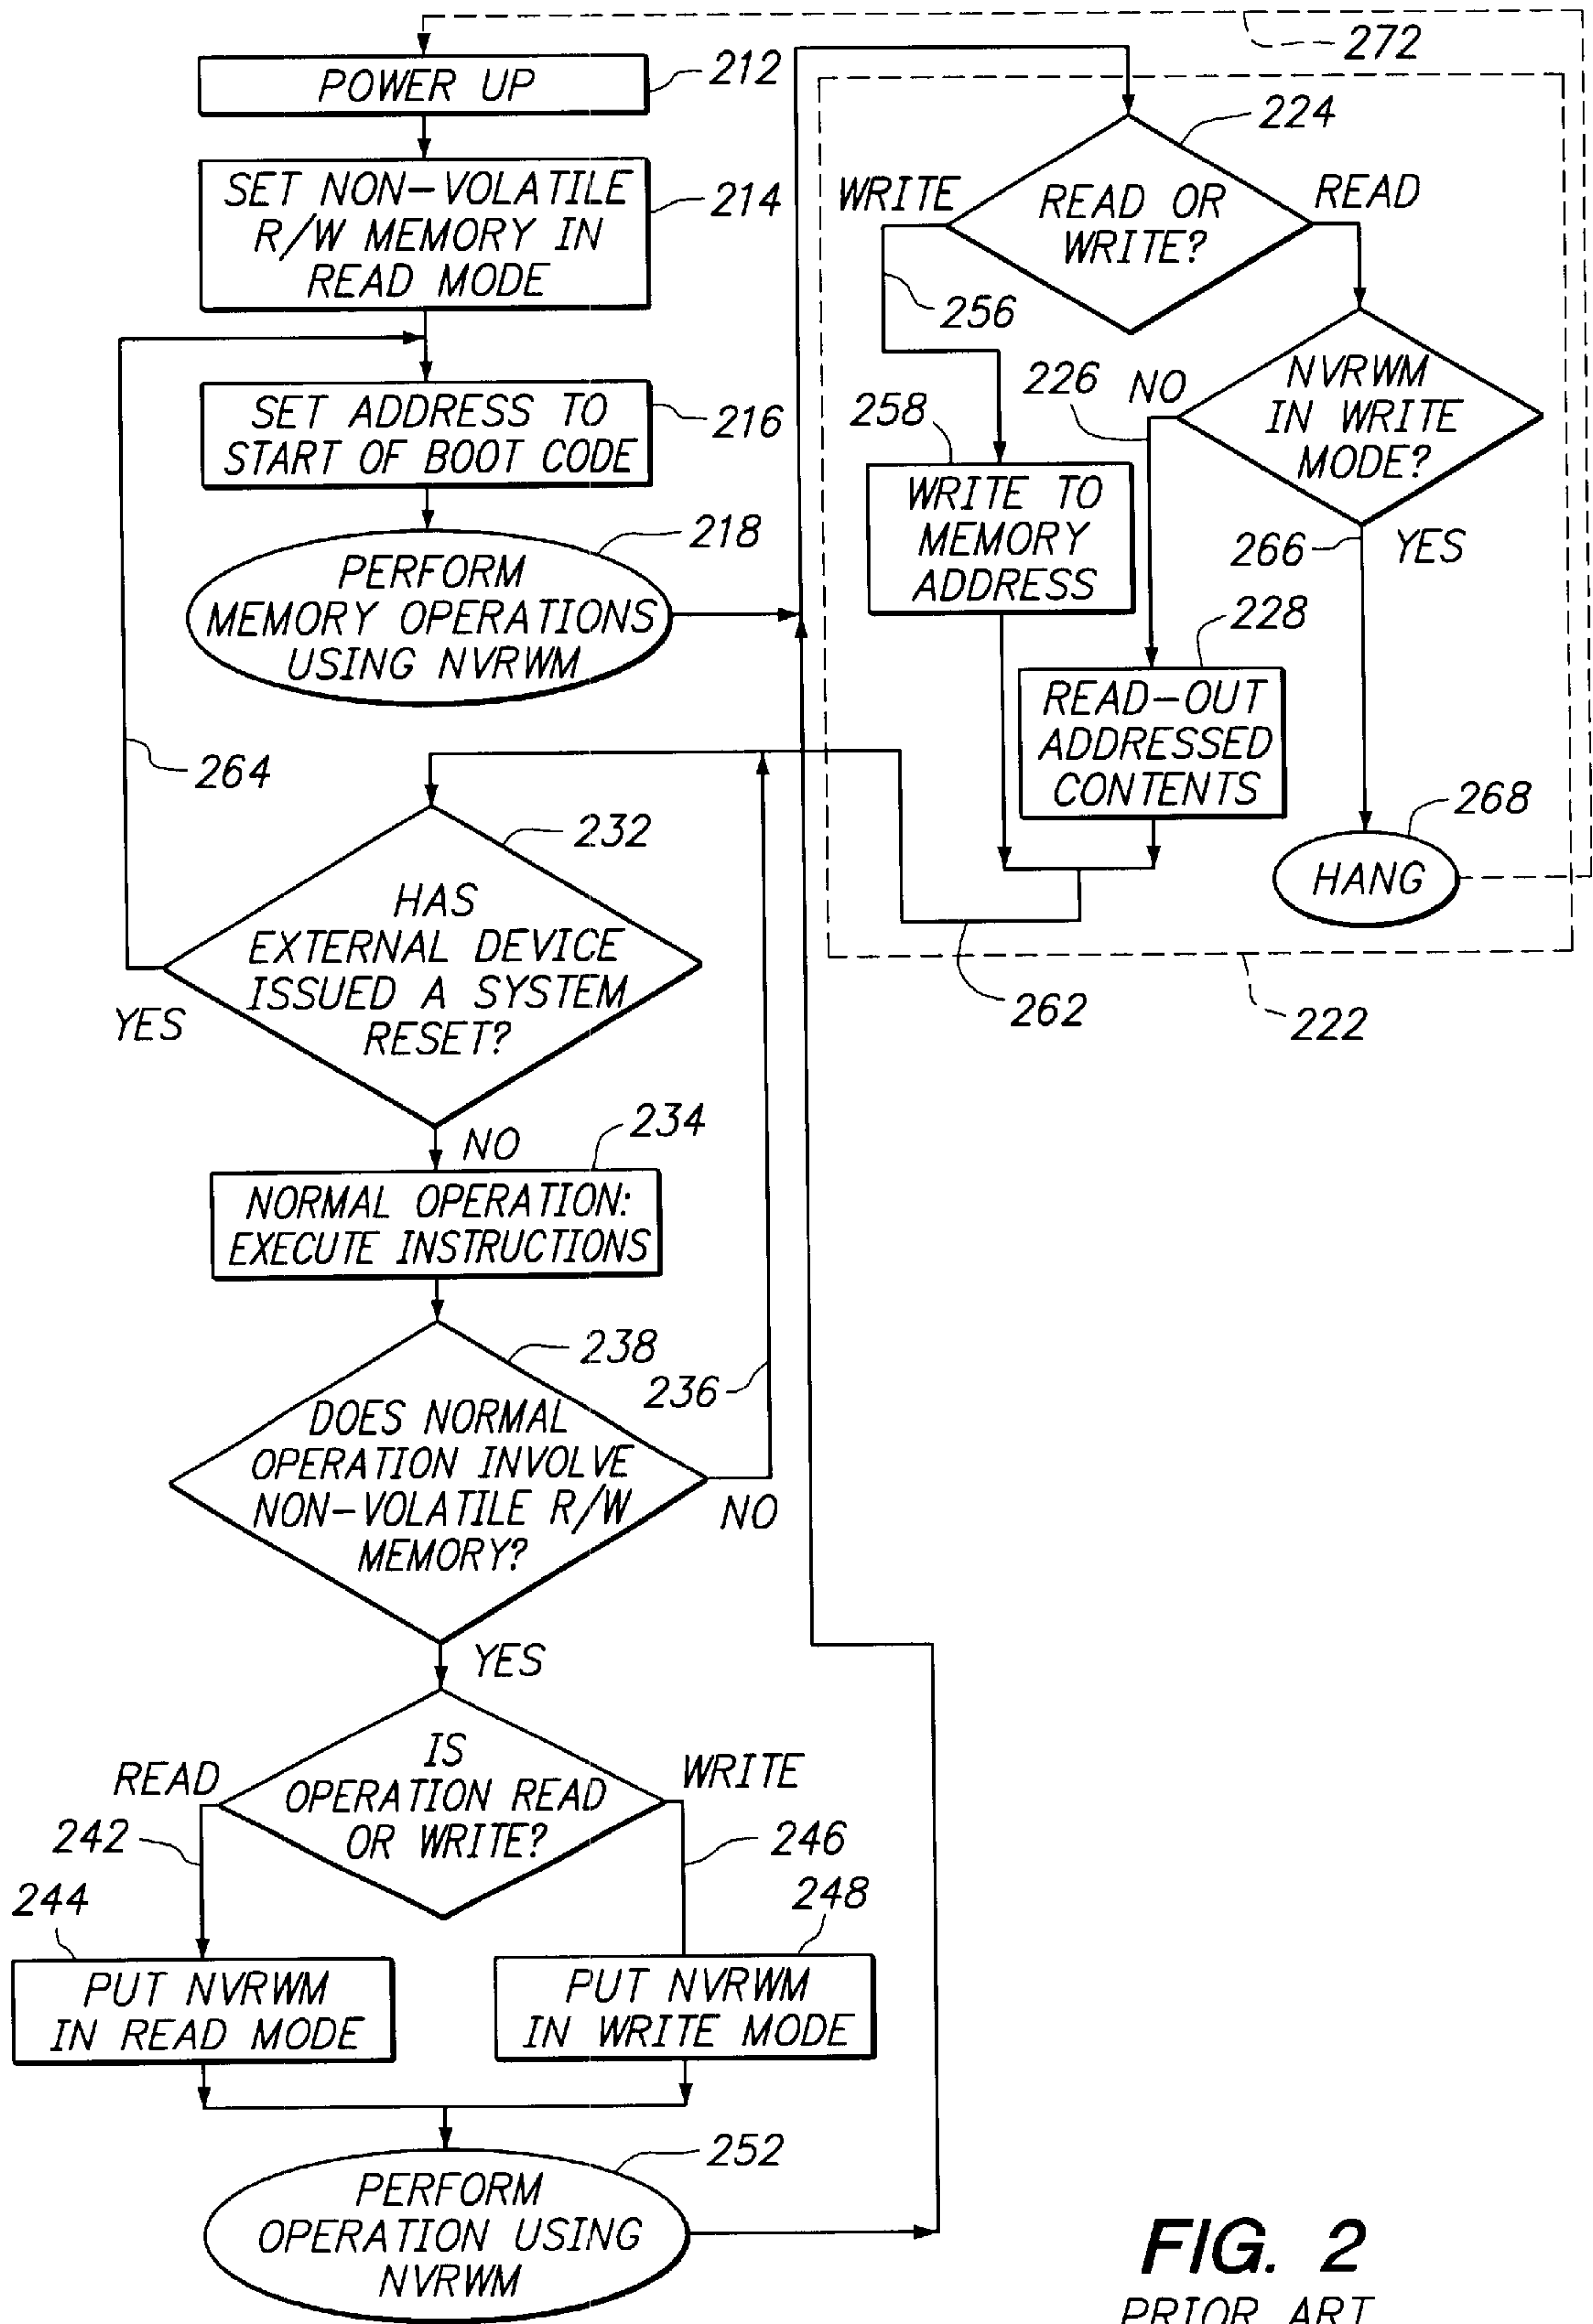 272
POWER UP
212
224
SET NON-VOLATILE
R/W MEMORY IN
READ MODE
214
WRITE
READ OR
WRITE?
READ
256
SET ADDRESS TO
START OF BOOT CODE
216
226
NO
NVRWM
IN WRITE
MODE?
258
WRITE TO
MEMORY
ADDRESS
266
YES
PERFORM
MEMORY OPERATIONS
USING NVRWM
218
228
READ-OUT
ADDRESSED
CONTENTS
264
268
HANG
232
HAS
EXTERNAL DEVICE
ISSUED A SYSTEM
RESET?
YES
262
222
NO
234
NORMAL OPERATION:
EXECUTE INSTRUCTIONS
238
236
DOES NORMAL
OPERATION INVOLVE
NON-VOLATILE R/W
MEMORY?
NO
YES
IS
OPERATION READ
OR WRITE?
READ
WRITE
242
246
244
248
PUT NVRWM
IN READ MODE
PUT NVRWM
IN WRITE MODE
252
PERFORM
OPERATION USING
NVRWM
FIG. 2
PRIOR ART